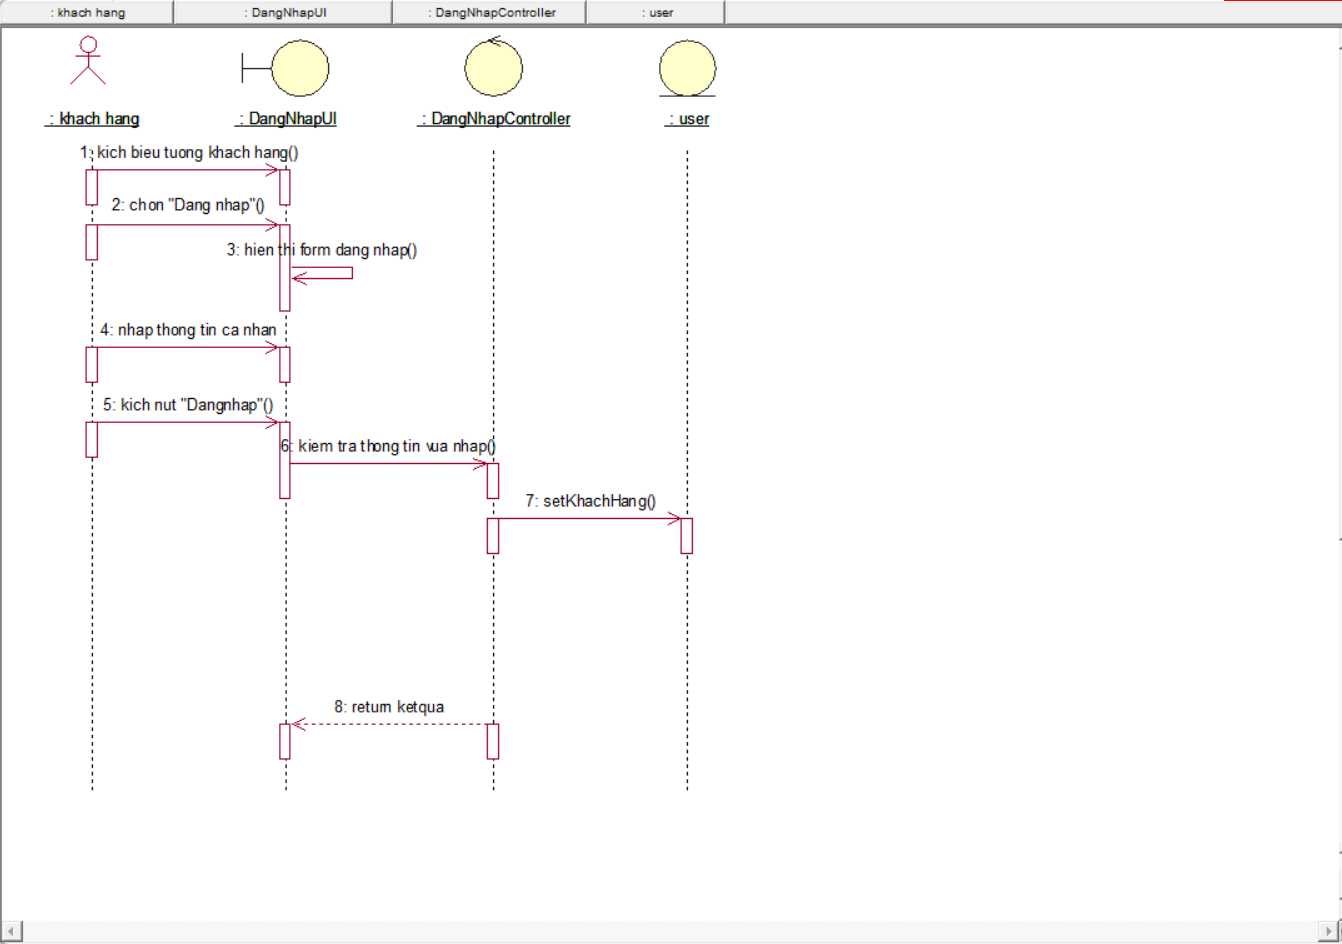 : khach hang
: DangNhapUI
: DangNhapController
: user
: khach hang
: DangNhapUI
: DangNhapController
: user
1: kich bieu tuong khach hang()
2: chon "Dang nhap"()
3: hien thi form dang nhap()
4: nhap thong tin ca nhan
5: kich nut "Dangnhap"()
6: kiem tra thong tin vua nhap()
7: setKhachHang()
8: return ketqua